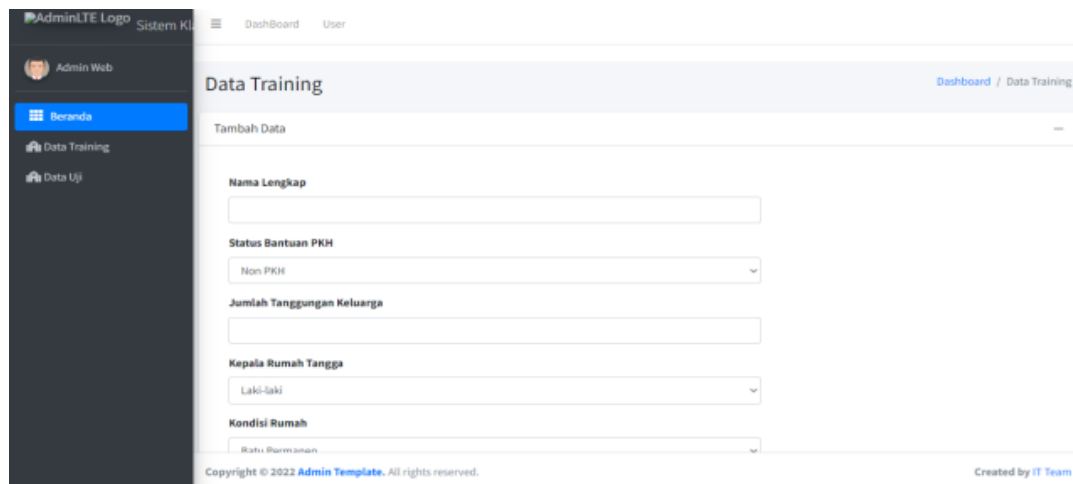 AdminLTE Logo Sistem Kl
DashBoard User
Admin Web
Beranda
Data Training
Data Uji
Data Training
Dashboard / Data Training
Tambah Data
Nama Lengkap
Status Bantuan PKH
Non PKH
Jumlah Tanggungan Keluarga
Kepala Rumah Tangga
Laki-laki
Kondisi Rumah
Batu Permanen
Copyright © 2022 Admin Template. All rights reserved.
Created by IT Team